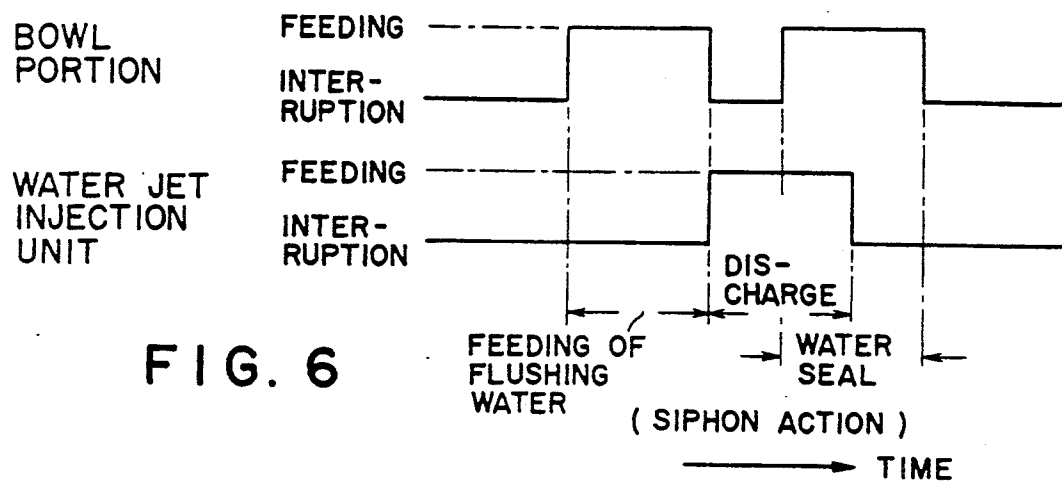 BOWL
PORTION
FEEDING
INTER-
RUPTION
WATER JET
INJECTION
UNIT
FEEDING
INTER-
RUPTION
DIS-
CHARGE
FEEDING OF
FLUSHING
WATER
WATER
SEAL
(SIPHON ACTION)
TIME
FIG. 6